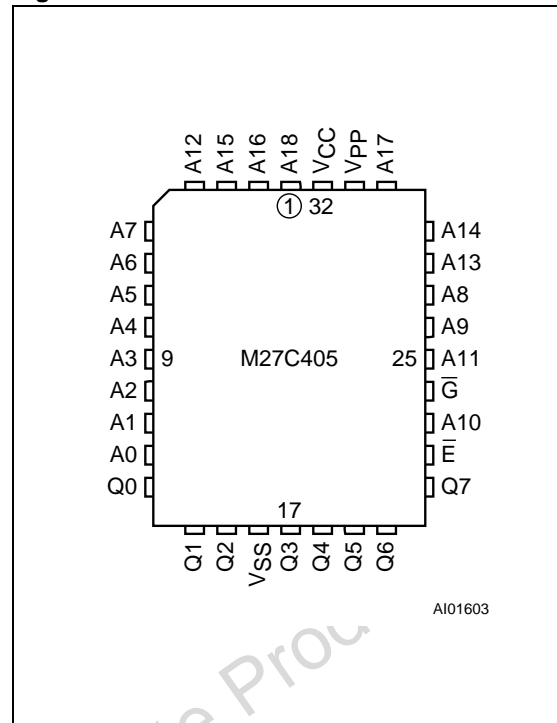 A12 A15 A16 A18 VCC VPP A17
1 32
A7 A14
A6 A13
A5 A8
A4 A9
A3 9 M27C405 25 A11
A2 G̅
A1 A10
A0 E̅
Q0 Q7
17
Q1 Q2 VSS Q3 Q4 Q5 Q6
AI01603